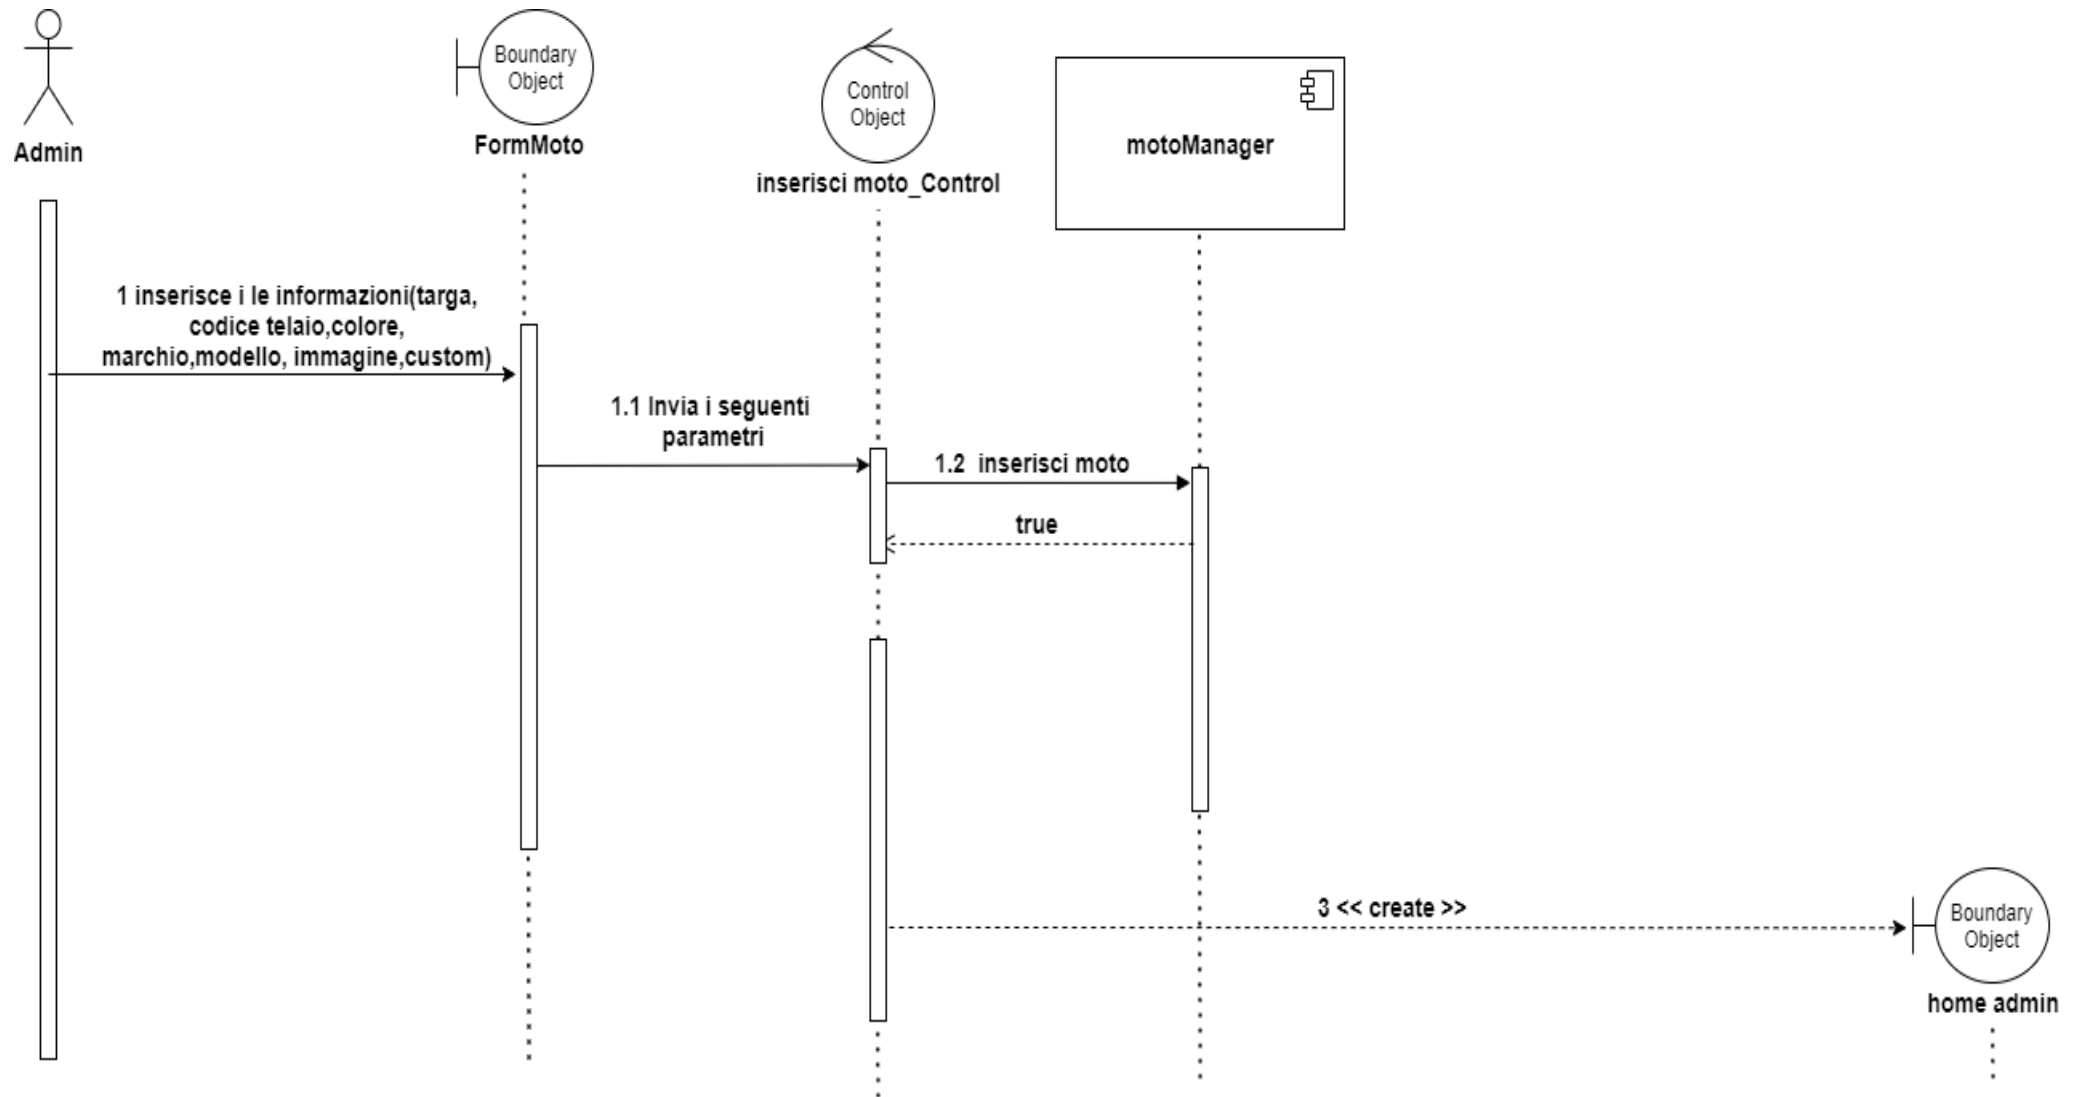 Boundary
Object
FormMoto
Admin
Control
Object
inserisci moto_Control
motoManager
1 inserisce i le informazioni(targa,
codice telaio,colore,
marchio,modello, immagine,custom)
1.1 Invia i seguenti
parametri
1.2  inserisci moto
true
3 << create >>
Boundary
Object
home admin